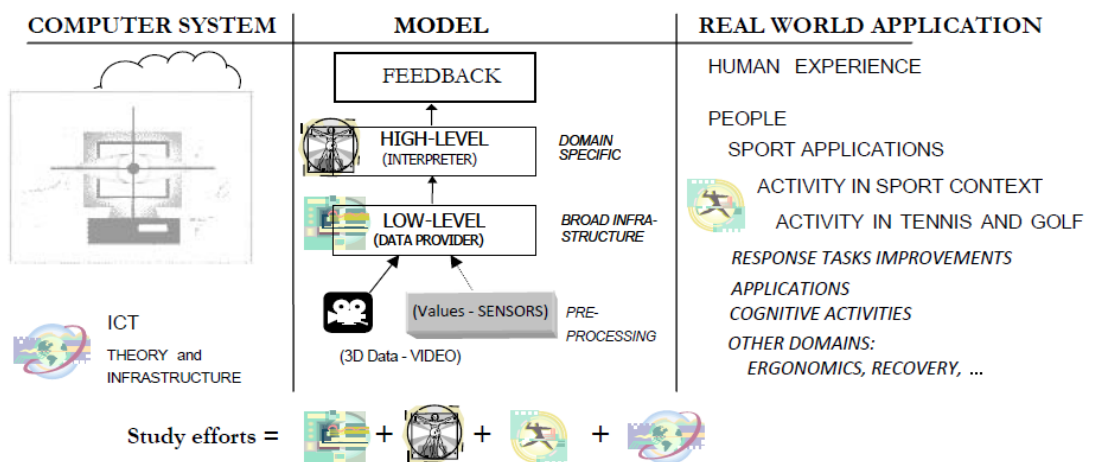 COMPUTER SYSTEM
MODEL
REAL WORLD APPLICATION
FEEDBACK
HIGH-LEVEL
(INTERPRETER)
DOMAIN
SPECIFIC
LOW-LEVEL
(DATA PROVIDER)
BROAD INFRA-
STRUCTURE
(Values - SENSORS)
PRE-
PROCESSING
(3D Data - VIDEO)
ICT
THEORY and
INFRASTRUCTURE
HUMAN EXPERIENCE
PEOPLE
SPORT APPLICATIONS
ACTIVITY IN SPORT CONTEXT
ACTIVITY IN TENNIS AND GOLF
RESPONSE TASKS IMPROVEMENTS
APPLICATIONS
COGNITIVE ACTIVITIES
OTHER DOMAINS:
ERGONOMICS, RECOVERY, ...
Study efforts = + + +